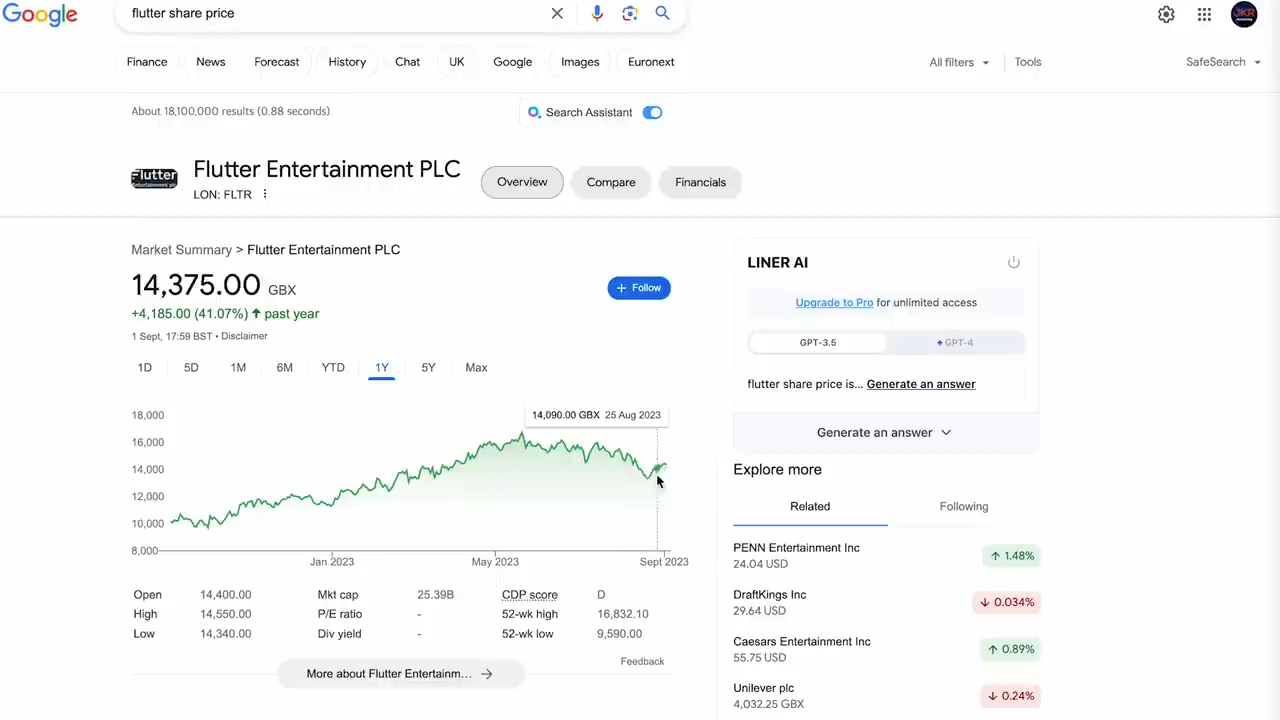 Google
flutter share price
Finance News Forecast History Chat UK Google Images Euronext All filters Tools SafeSearch
About 18,100,000 results (0.88 seconds)
Search Assistant
Flutter
Entertainment plc
Flutter Entertainment PLC
LON: FLTR
Overview Compare Financials
Market Summary > Flutter Entertainment PLC
14,375.00 GBX
+ Follow
+4,185.00 (41.07%) ↑ past year
1 Sept, 17:59 BST • Disclaimer
1D 5D 1M 6M YTD 1Y 5Y Max
14,090.00 GBX 25 Aug 2023
18,000
16,000
14,000
12,000
10,000
8,000
Jan 2023 May 2023 Sept 2023
Open 14,400.00 Mkt cap 25.39B CDP score D
High 14,550.00 P/E ratio - 52-wk high 16,832.10
Low 14,340.00 Div yield - 52-wk low 9,590.00
Feedback
More about Flutter Entertainm… →
LINER AI
Upgrade to Pro for unlimited access
GPT-3.5 GPT-4
flutter share price is... Generate an answer
Generate an answer
Explore more
Related Following
PENN Entertainment Inc
24.04 USD
↑ 1.48%
DraftKings Inc
29.64 USD
↓ 0.034%
Caesars Entertainment Inc
55.75 USD
↑ 0.89%
Unilever plc
4,032.25 GBX
↓ 0.24%